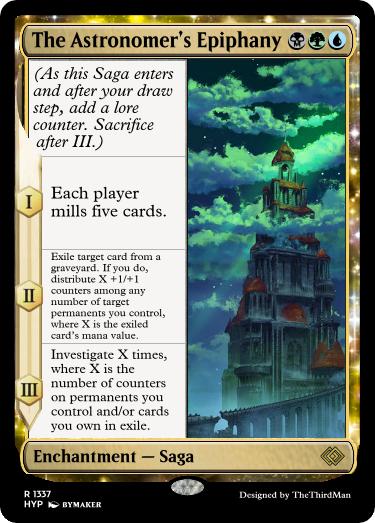 The Astronomer's Epiphany
(As this Saga enters
and after your draw
step, add a lore
counter. Sacrifice
after III.)
I
Each player
mills five cards.
II
Exile target card from a
graveyard. If you do,
distribute X +1/+1
counters among any
number of target
permanents you control,
where X is the exiled
card's mana value.
III
Investigate X times,
where X is the
number of counters
on permanents you
control and/or cards
you own in exile.
Enchantment — Saga
R 1337
HYP BYMAKER
Designed by TheThirdMan